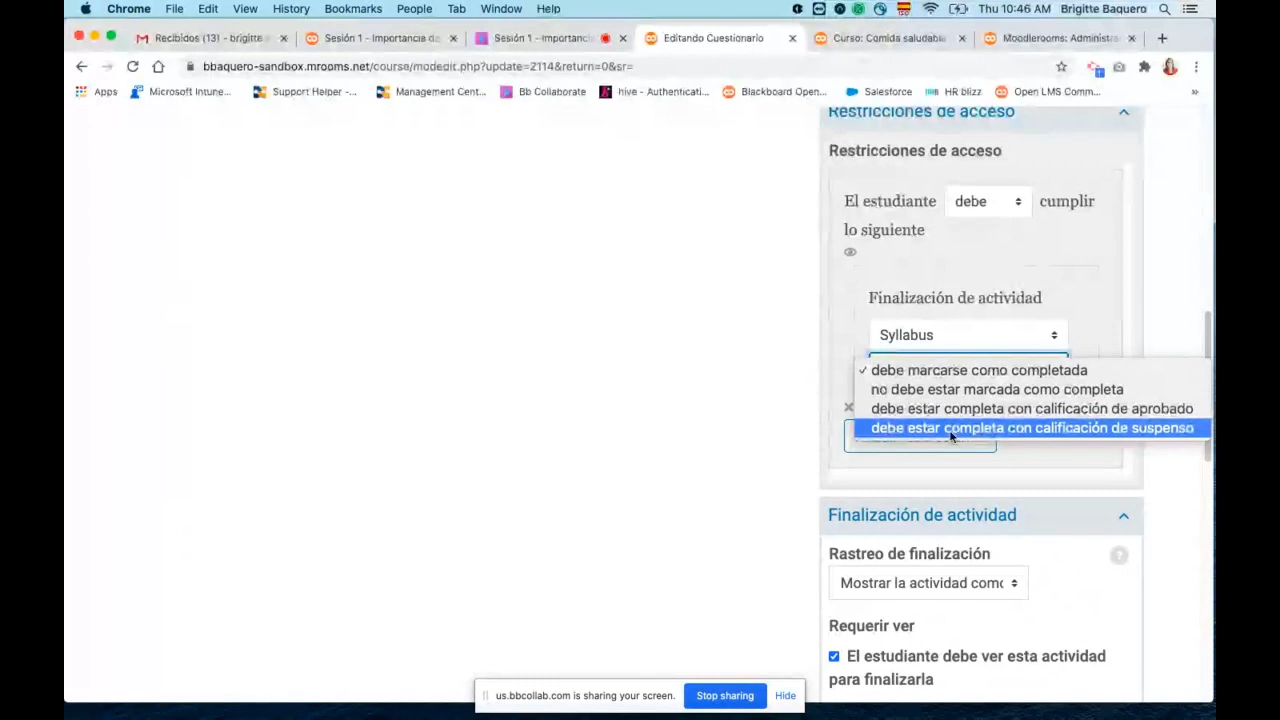 Chrome File Edit View History Bookmarks People Tab Window Help Thu 10:46 AM Brigitte Baquero
Recibidos (13) - brigitte Sesión 1 - Importancia de Sesión 1 - Importancia Editando Cuestionario Curso: Comida saludable Moodlerooms: Administra
bbaquero-sandbox.mrooms.net/course/modedit.php?update=2114&return=0&sr=
Apps Microsoft Intune... Support Helper -... Management Cent... Bb Collaborate hive - Authenticati... Blackboard Open... Salesforce HR blizz Open LMS Comm... »
Restricciones de acceso
Restricciones de acceso
El estudiante debe cumplir
lo siguiente
Finalización de actividad
Syllabus
✓ debe marcarse como completada
no debe estar marcada como completa
debe estar completa con calificación de aprobado
debe estar completa con calificación de suspenso
Finalización de actividad
Rastreo de finalización
?
Mostrar la actividad como
Requerir ver
El estudiante debe ver esta actividad
para finalizarla
us.bbcollab.com is sharing your screen. Stop sharing Hide